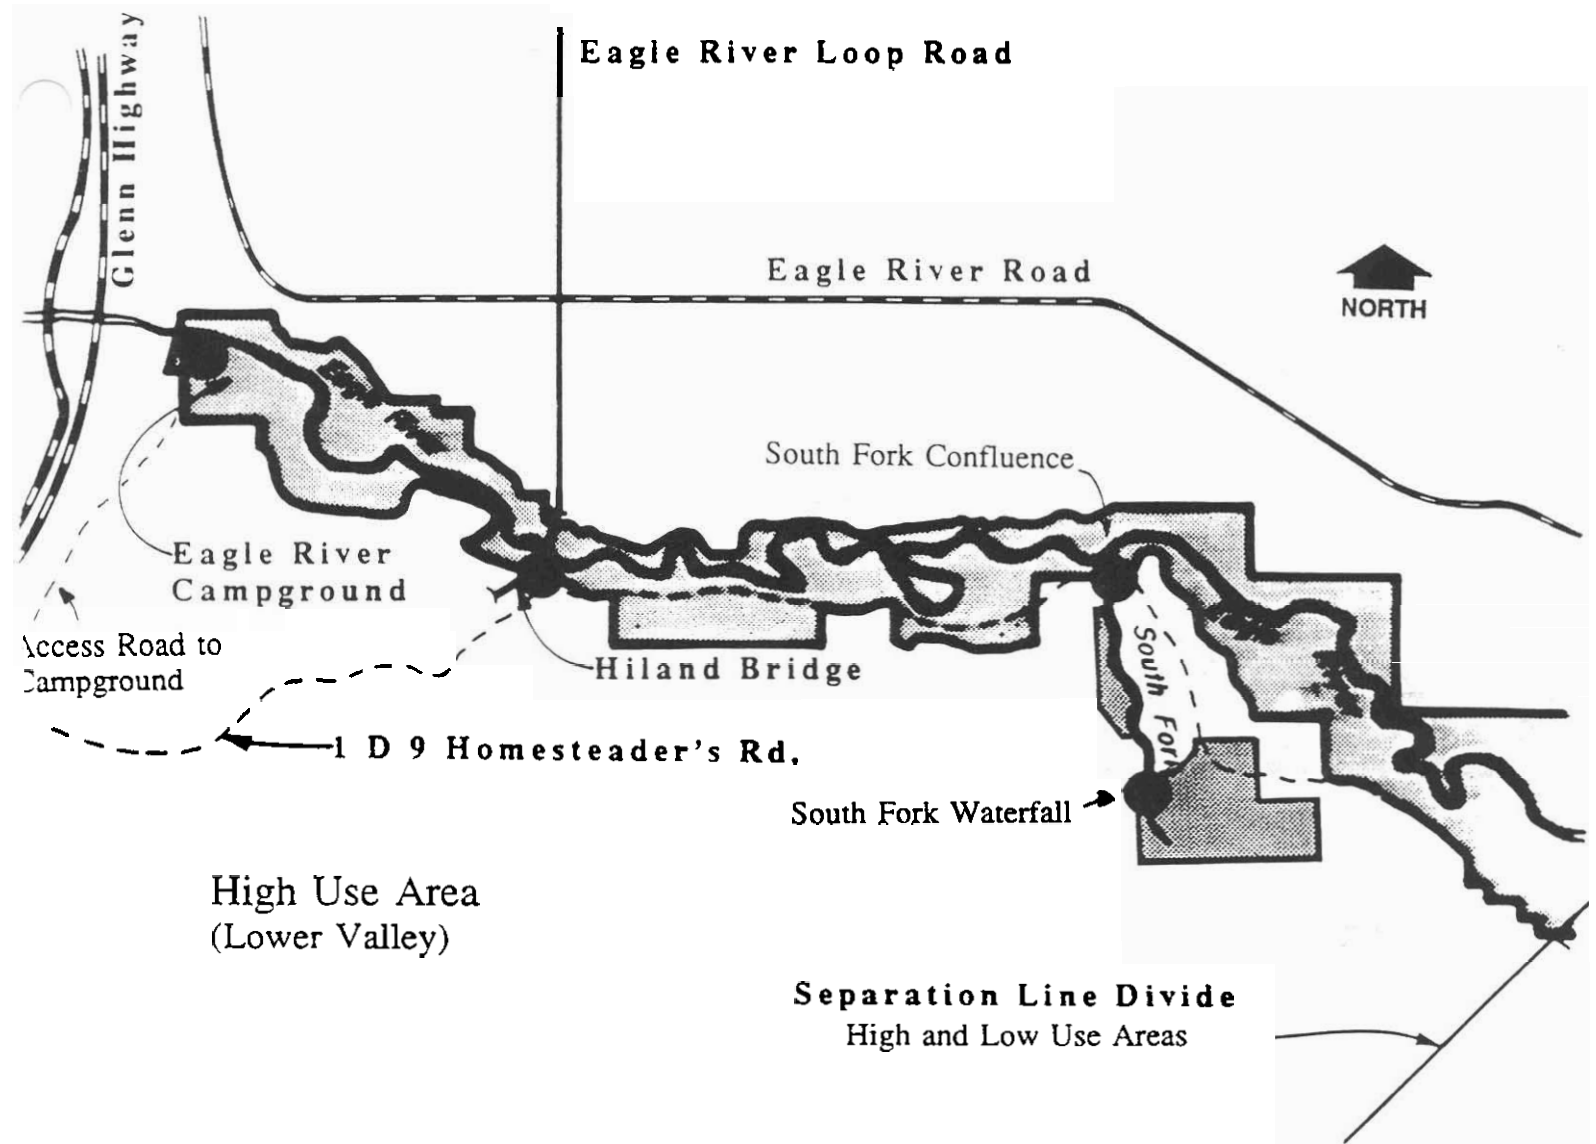 Glenn Highway
Eagle River Loop Road
Eagle River Road
NORTH
South Fork Confluence
Eagle River
Campground
Access Road to
Campground
Hiland Bridge
South Fork
1 D 9 Homesteader's Rd.
South Fork Waterfall
High Use Area
(Lower Valley)
Separation Line Divide
High and Low Use Areas